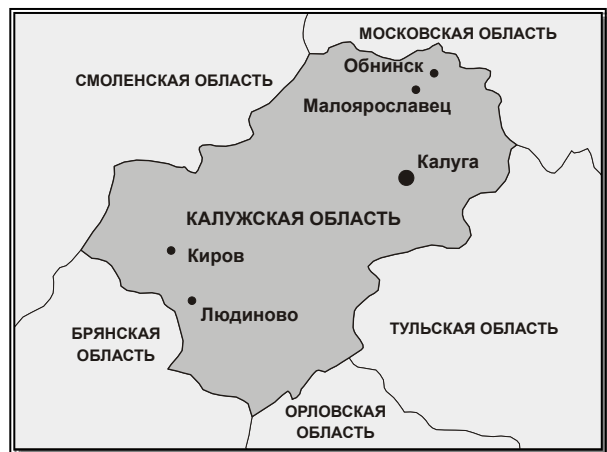 МОСКОВСКАЯ ОБЛАСТЬ
Обнинск
СМОЛЕНСКАЯ ОБЛАСТЬ
Малоярославец
Калуга
КАЛУЖСКАЯ ОБЛАСТЬ
Киров
Людиново
БРЯНСКАЯ
ОБЛАСТЬ
ТУЛЬСКАЯ ОБЛАСТЬ
ОРЛОВСКАЯ
ОБЛАСТЬ